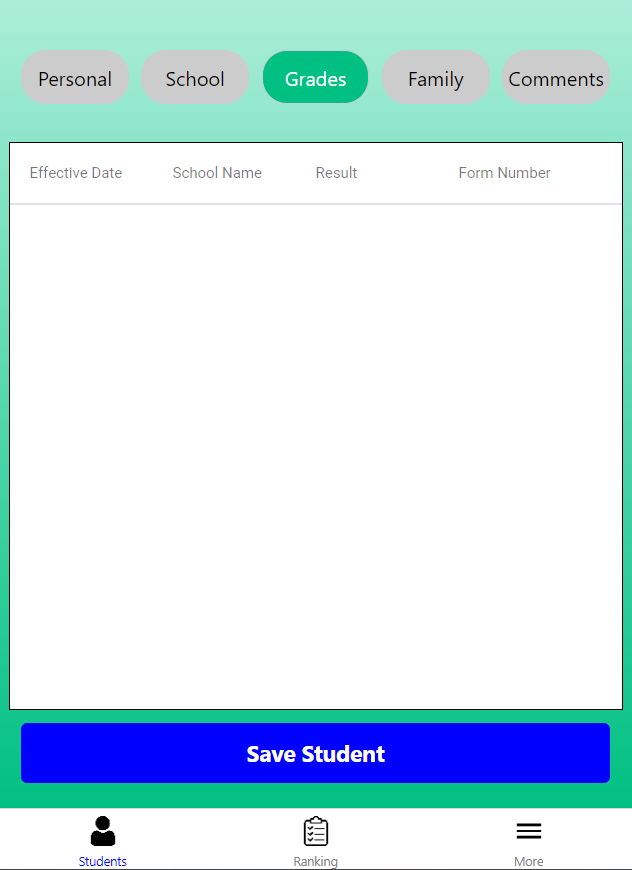 Personal School Grades Family Comments
Effective Date School Name Result Form Number
Save Student
Students Ranking More